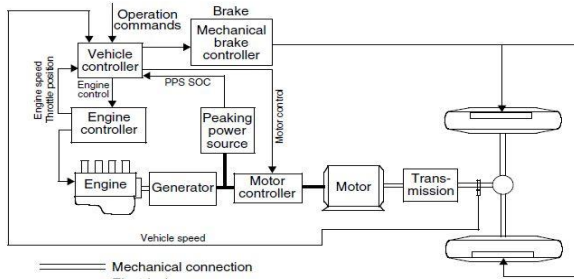 Operation
commands
Brake
Mechanical
brake
controller
Vehicle
controller
Engine speed
Throttle position
Engine
control
PPS SOC
Motor control
Engine
controller
Peaking
power
source
Engine
Generator
Motor
controller
Motor
Trans-
mission
Vehicle speed
Mechanical connection